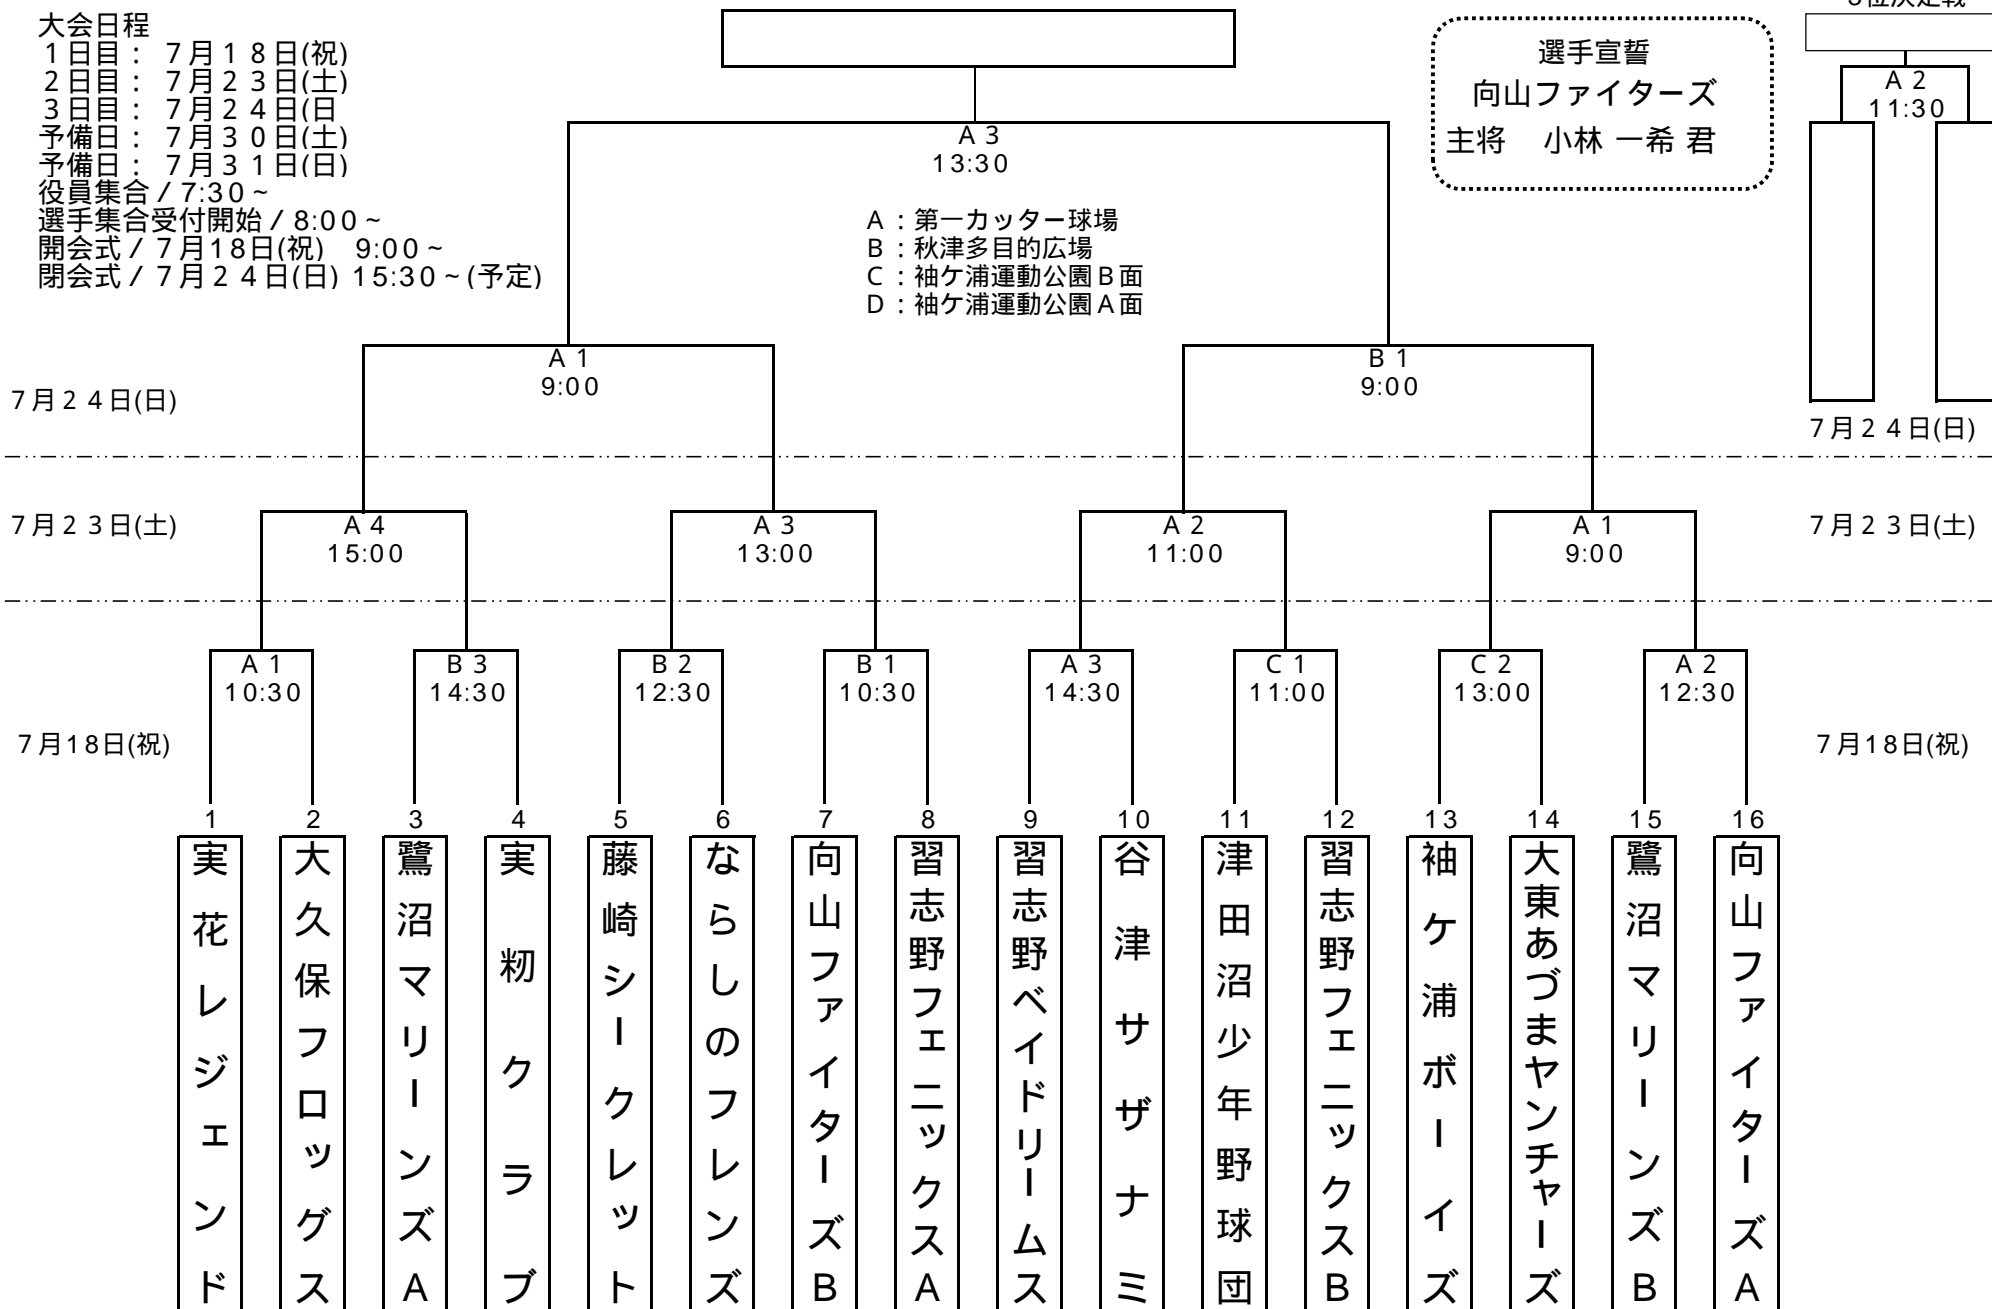 大会日程
1日目： 7月18日(祝)
2日目： 7月23日(土)
3日目： 7月24日(日
予備日： 7月30日(土)
予備日： 7月31日(日)
役員集合 / 7:30～
選手集合受付開始 / 8:00～
開会式 / 7月18日(祝) 9:00～
閉会式 / 7月24日(日) 15:30～(予定)
選手宣誓
向山ファイターズ
主将 小林 一希 君
A 2
11:30
A 3
13:30
A：第一カッター球場
B：秋津多目的広場
C：袖ケ浦運動公園B面
D：袖ケ浦運動公園A面
A 1
9:00
B 1
9:00
7月24日(日)
7月24日(日)
7月23日(土)
A 4
15:00
A 3
13:00
A 2
11:00
A 1
9:00
7月23日(土)
A 1
10:30
B 3
14:30
B 2
12:30
B 1
10:30
A 3
14:30
C 1
11:00
C 2
13:00
A 2
12:30
7月18日(祝)
7月18日(祝)
1
実花レジェンド
2
大久保フロッグス
3
鷺沼マリーンズA
4
実籾クラブ
5
藤崎シークレット
6
ならしのフレンズ
7
向山ファイターズB
8
習志野フェニックスA
9
習志野ベイドリームス
10
谷津サザナミ
11
津田沼少年野球団
12
習志野フェニックスB
13
袖ケ浦ボーイズ
14
大東あづまヤンチャーズ
15
鷺沼マリーンズB
16
向山ファイターズA